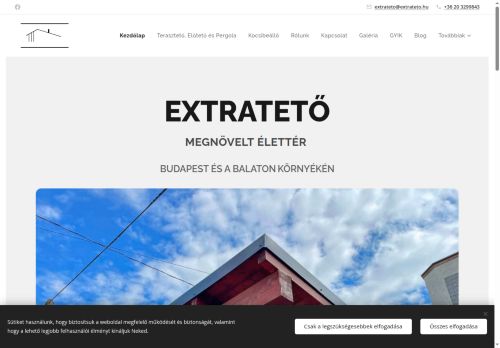 extrateto@extrateto.hu +36 20 3299843
Kezdőlap Terasztető, Előtető és Pergola Kocsibeálló Rólunk Kapcsolat Galéria GYIK Blog Továbbiak
EXTRATETŐ
MEGNÖVELT ÉLETTÉR
BUDAPEST ÉS A BALATON KÖRNYÉKÉN
Sütiket használunk, hogy biztosítsuk a weboldal megfelelő működését és biztonságát, valamint
hogy a lehető legjobb felhasználói élményt kínáljuk Neked.
Csak a legszükségesebbek elfogadása
Összes elfogadása